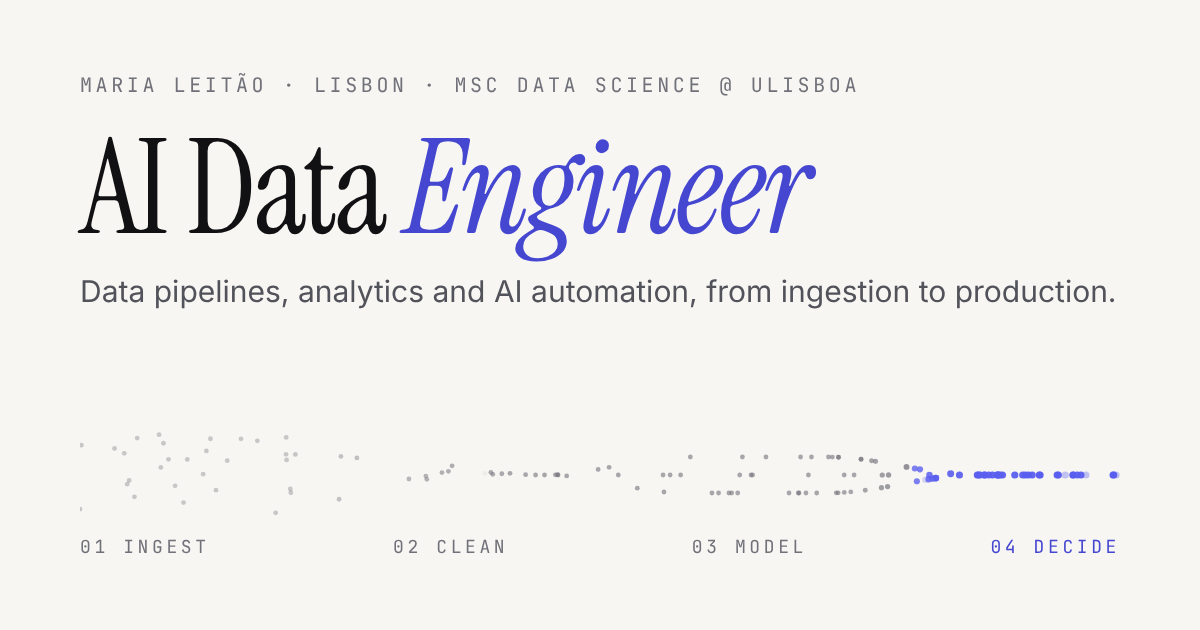 MARIA LEITÃO · LISBON · MSC DATA SCIENCE @ ULISBOA
AI Data Engineer
Data pipelines, analytics and AI automation, from ingestion to production.
01 INGEST
02 CLEAN
03 MODEL
04 DECIDE